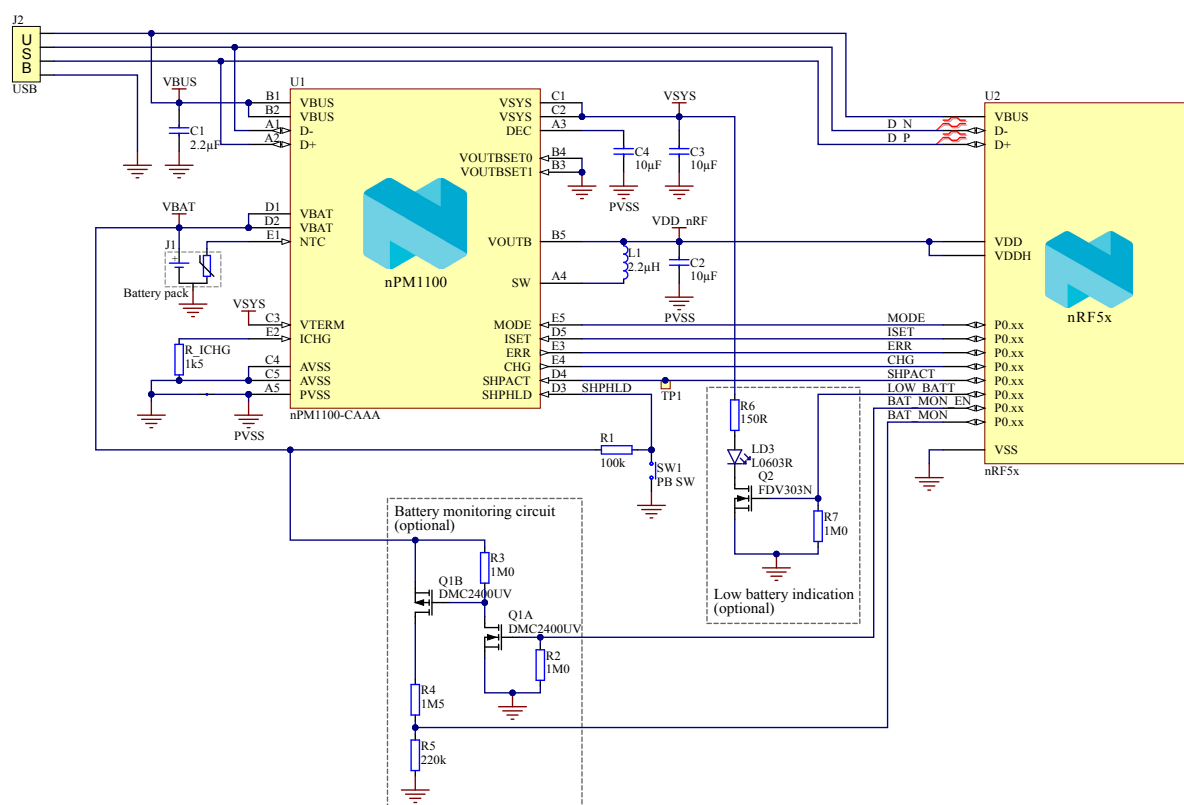 J2
USB
USB
VBUS
C1
2.2µF
U1
B1 VBUS
B2 VBUS
A1 D-
A2 D+
D1 VBAT
D2 VBAT
E1 NTC
C3 VTERM
E2 ICHG
C4 AVSS
C5 AVSS
A5 PVSS
VSYS C1
VSYS C2
DEC A3
VOUTBSET0 B4
VOUTBSET1 B3
VOUTB B5
SW A4
MODE E5
ISET D5
ERR E3
CHG E4
SHPACT D4
SHPHLD D3
nPM1100
nPM1100-CAAA
VBAT
J1
+
Battery pack
VSYS
R_ICHG
1k5
PVSS
VSYS
C4
10µF
PVSS
C3
10µF
VDD_nRF
L1
2.2µH
C2
10µF
PVSS
SHPHLD
TP1
D_N
D_P
MODE
ISET
ERR
CHG
SHPACT
LOW_BATT
BAT_MON_EN
BAT_MON
U2
VBUS
D-
D+
VDD
VDDH
nRF5x
P0.xx
P0.xx
P0.xx
P0.xx
P0.xx
P0.xx
P0.xx
P0.xx
VSS
nRF5x
R1
100k
SW1
PB SW
R6
150R
LD3
L0603R
Q2
FDV303N
R7
1M0
Low battery indication
(optional)
Battery monitoring circuit
(optional)
R3
1M0
Q1B
DMC2400UV
Q1A
DMC2400UV
R2
1M0
R4
1M5
R5
220k